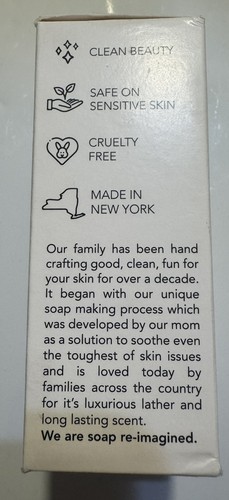 CLEAN BEAUTY
SAFE ON
SENSITIVE SKIN
CRUELTY
FREE
MADE IN
NEW YORK
Our family has been hand
crafting good, clean, fun for
your skin for over a decade.
It began with our unique
soap making process which
was developed by our mom
as a solution to soothe even
the toughest of skin issues
and is loved today by
families across the country
for it's luxurious lather and
long lasting scent.
We are soap re-imagined.